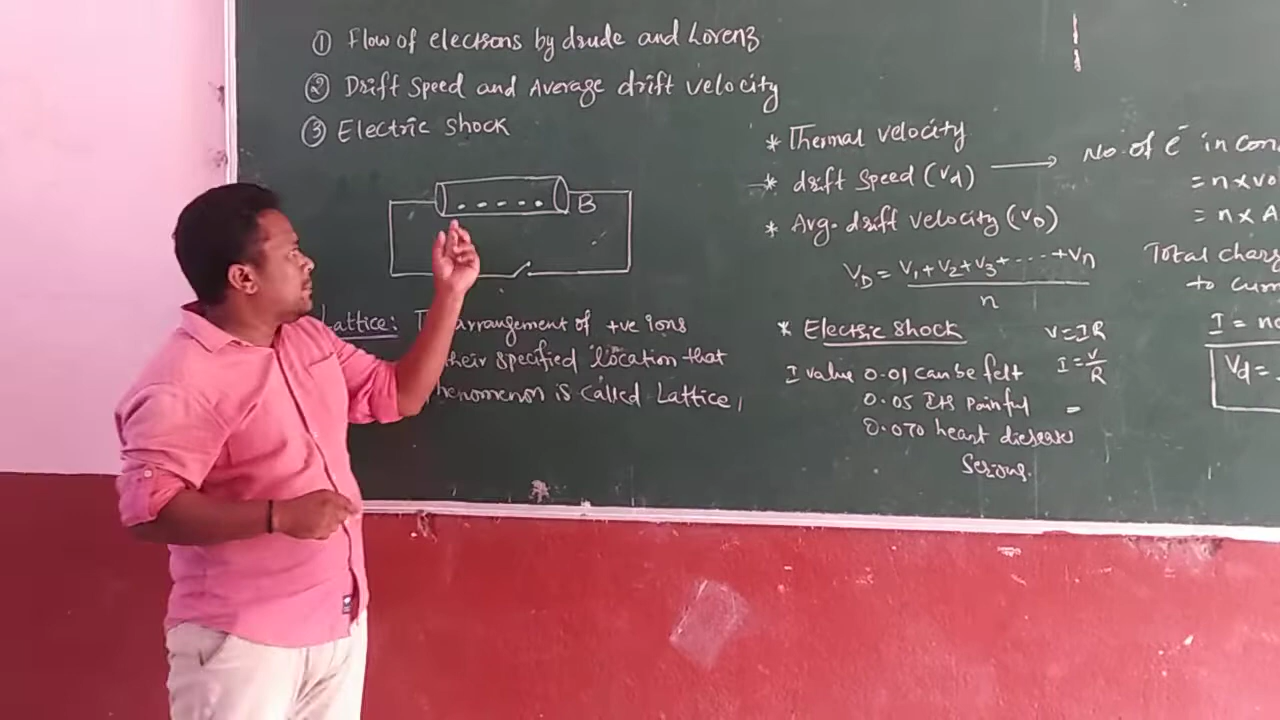 ① Flow of electrons by drude and Lorenz
② Drift Speed and Average drift velocity
③ Electric shock
B
Lattice: arrangement of +ve ions
their specified location that
henomenon is called Lattice,
* Thermal velocity
* drift speed (vd)
* Avg. drift velocity (vD)
VD = V1 + V2 + V3 + ..... + Vn
n
* Electric shock
I value 0.01 can be felt
0.05 Its Painful
0.070 heart
Serious
V = IR
I = V
R
No. of e⁻ in con
= n x vo
= n x A
Total charg
to curr
I = n
Vd =